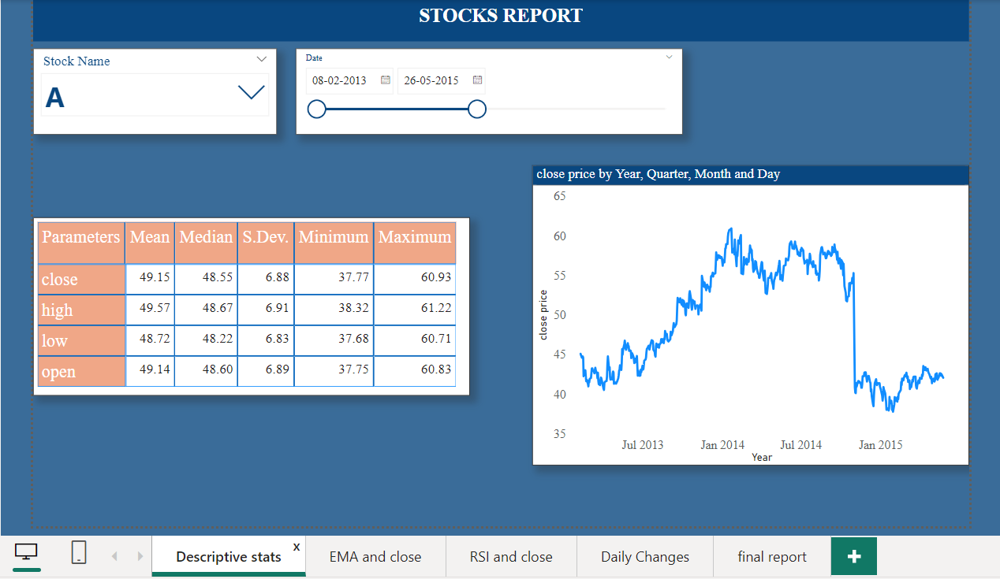 STOCKS REPORT
Stock Name
A
Date
08-02-2013 26-05-2015
close price by Year, Quarter, Month and Day
65
60
55
50
45
40
35
close price
Jul 2013 Jan 2014 Jul 2014 Jan 2015
Year
Parameters Mean Median S.Dev. Minimum Maximum
close 49.15 48.55 6.88 37.77 60.93
high 49.57 48.67 6.91 38.32 61.22
low 48.72 48.22 6.83 37.68 60.71
open 49.14 48.60 6.89 37.75 60.83
Descriptive stats x EMA and close RSI and close Daily Changes final report +